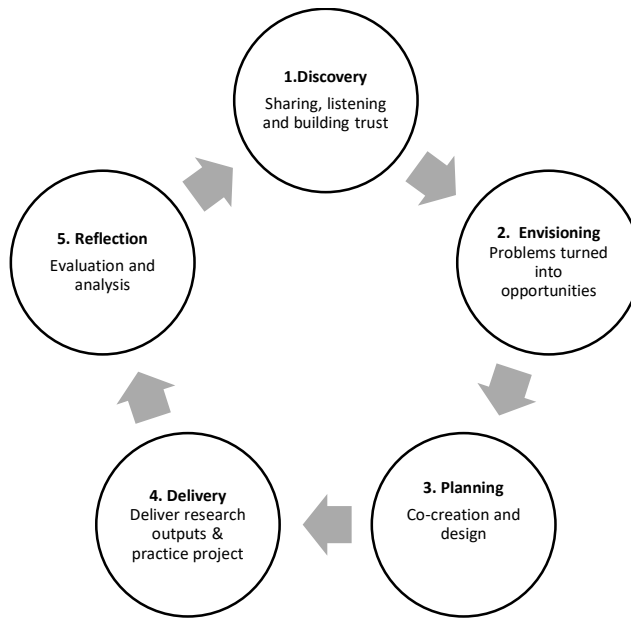 1.Discovery
Sharing, listening
and building trust
2. Envisioning
Problems turned
into
opportunities
3. Planning
Co-creation and
design
4. Delivery
Deliver research
outputs &
practice project
5. Reflection
Evaluation and
analysis